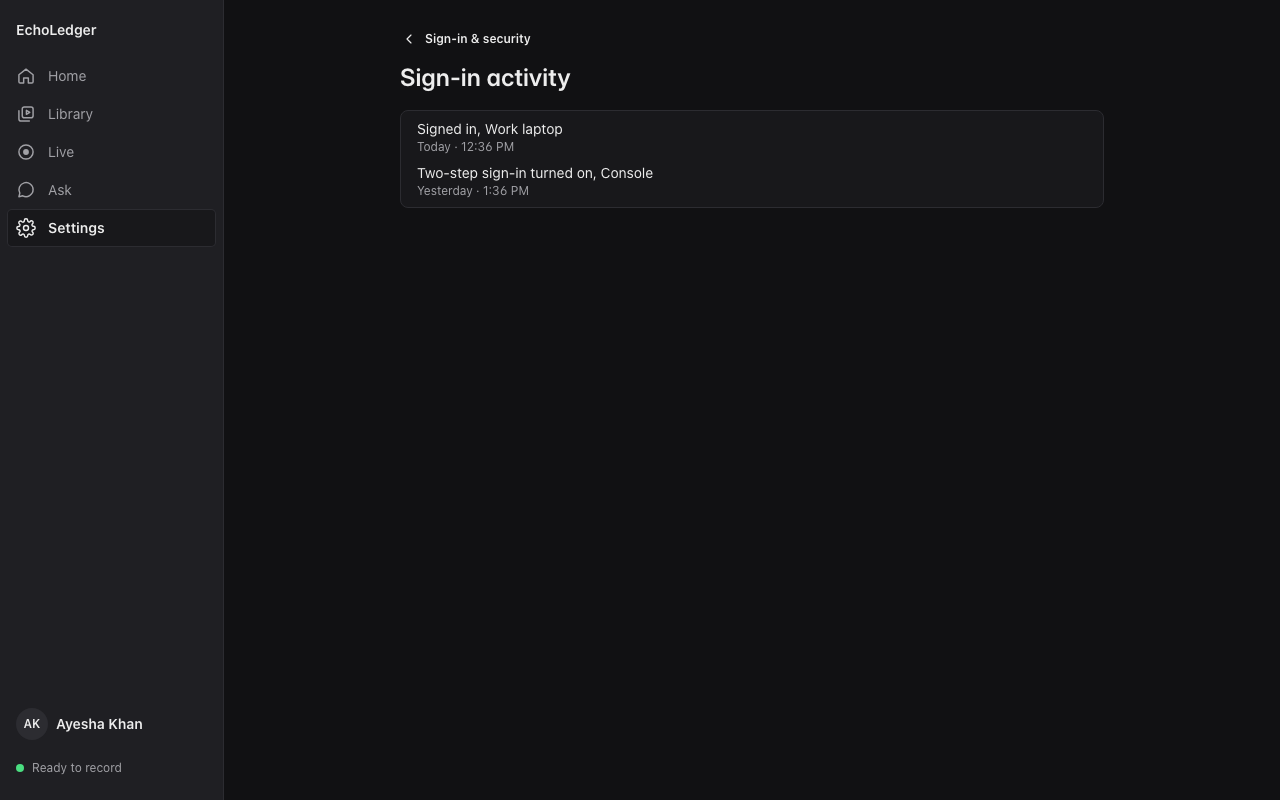 EchoLedger
Home
Library
Live
Ask
Settings
AK
Ayesha Khan
Ready to record
Sign-in & security
Sign-in activity
Signed in, Work laptop
Today · 12:36 PM
Two-step sign-in turned on, Console
Yesterday · 1:36 PM